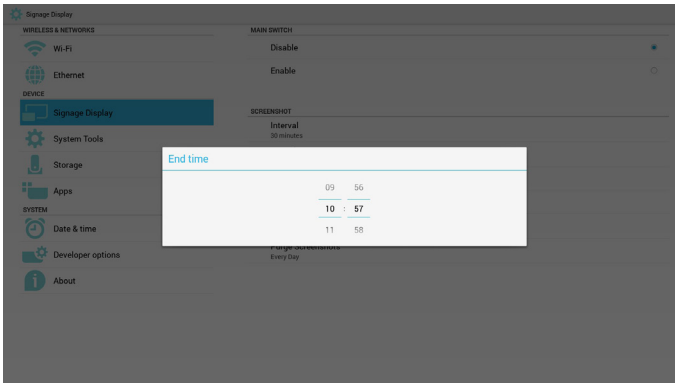 Signage Display
WIRELESS & NETWORKS
Wi-Fi
Ethernet
DEVICE
Signage Display
System Tools
Storage
Apps
SYSTEM
Date & time
Developer options
About
MAIN SWITCH
Disable
Enable
SCREENSHOT
Interval
30 minutes
End time
09 56
10 : 57
11 58
Purge Screenshots
Every Day